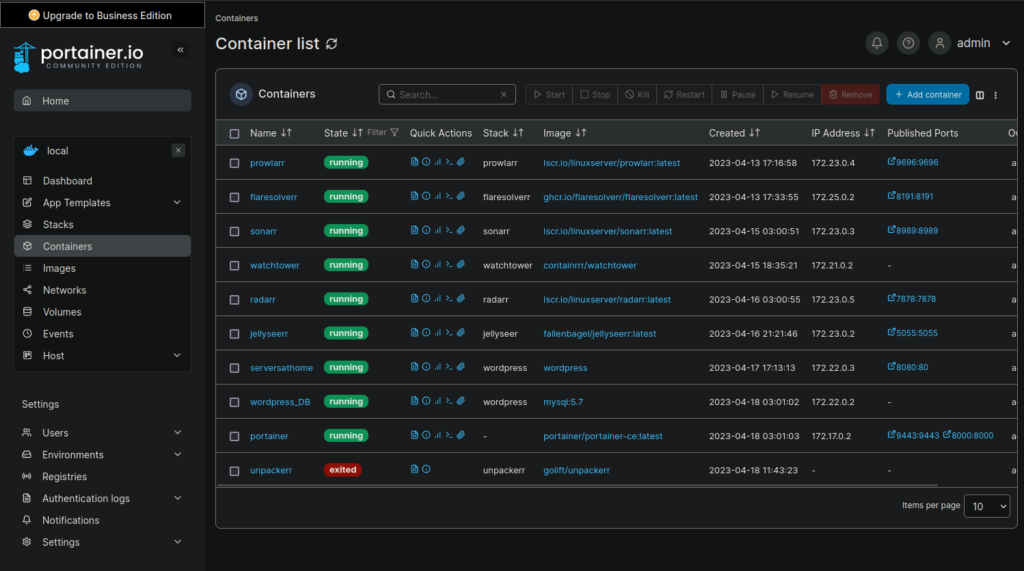 Upgrade to Business Edition
portainer.io
COMMUNITY EDITION
Home
local
Dashboard
App Templates
Stacks
Containers
Images
Networks
Volumes
Events
Host
Settings
Users
Environments
Registries
Authentication logs
Notifications
Settings
Containers
Container list
admin
Containers Search... Start Stop Kill Restart Pause Resume Remove + Add container
Name State Filter Quick Actions Stack Image Created IP Address Published Ports
prowlarr running prowlarr lscr.io/linuxserver/prowlarr:latest 2023-04-13 17:16:58 172.23.0.4 9696:9696
flaresolverr running flaresolverr ghcr.io/flaresolverr/flaresolverr:latest 2023-04-13 17:33:55 172.25.0.2 8191:8191
sonarr running sonarr lscr.io/linuxserver/sonarr:latest 2023-04-15 03:00:51 172.23.0.3 8989:8989
watchtower running watchtower containrrr/watchtower 2023-04-15 18:35:21 172.21.0.2 -
radarr running radarr lscr.io/linuxserver/radarr:latest 2023-04-16 03:00:55 172.23.0.5 7878:7878
jellyseerr running jellyseer fallenbagel/jellyseerr:latest 2023-04-16 21:21:46 172.23.0.2 5055:5055
serversathome running wordpress wordpress 2023-04-17 17:13:13 172.22.0.3 8080:80
wordpress_DB running wordpress mysql:5.7 2023-04-18 03:01:02 172.22.0.2 -
portainer running - portainer/portainer-ce:latest 2023-04-18 03:01:03 172.17.0.2 9443:9443 8000:8000
unpackerr exited unpackerr golift/unpackerr 2023-04-18 11:43:23 - -
Items per page 10